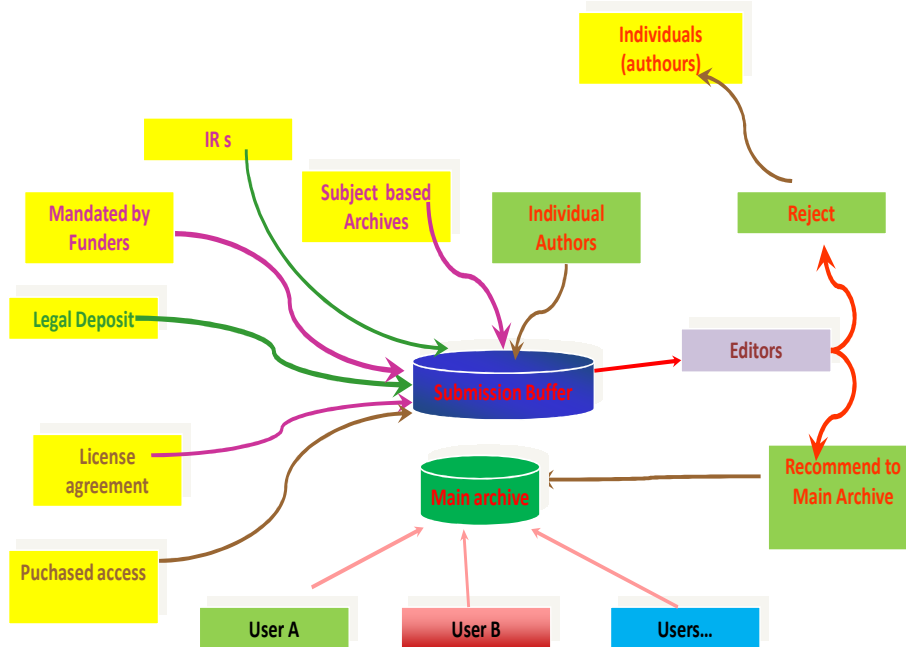 Individuals
(authours)
IR s
Subject based
Archives
Individual
Authors
Reject
Mandated by
Funders
Legal Deposit
Editors
Submission Buffer
License
agreement
Main archive
Recommend to
Main Archive
Puchased access
User A
User B
Users...